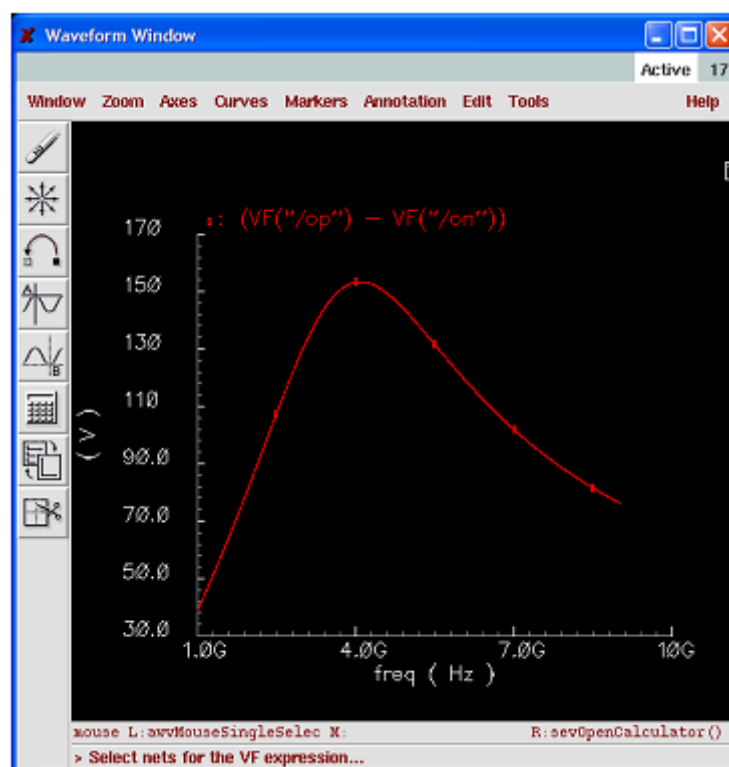 Waveform Window
Active 17
Window Zoom Axes Curves Markers Annotation Edit Tools Help
: (VF("/op") – VF("/on"))
170
150
130
110
90.0
70.0
50.0
30.0
(V)
1.0G 4.0G 7.0G 10G
freq ( Hz )
mouse L:awvMouseSingleSelec M: R:sevOpenCalculator()
> Select nets for the VF expression...